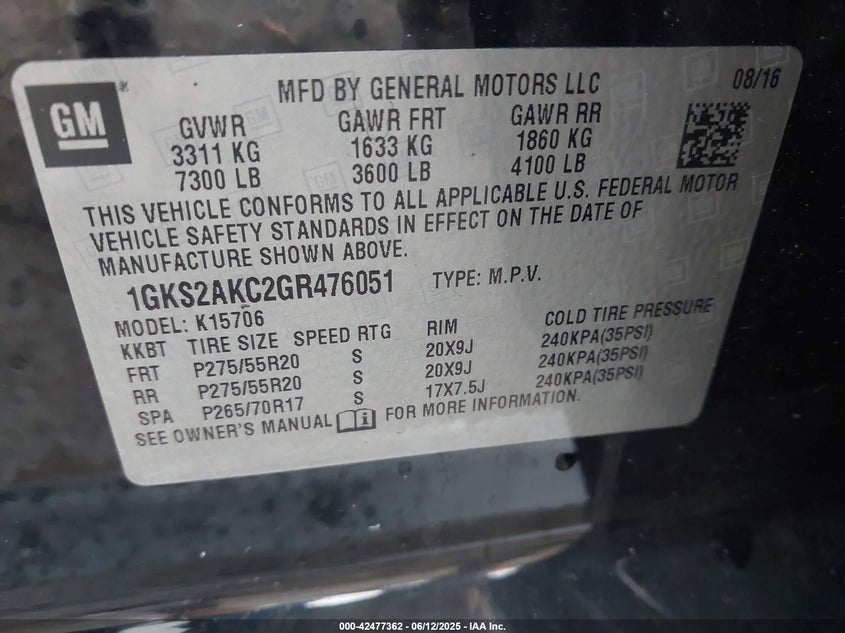 GM
MFD BY GENERAL MOTORS LLC 08/16
GVWR GAWR FRT GAWR RR
3311 KG 1633 KG 1860 KG
7300 LB 3600 LB 4100 LB
THIS VEHICLE CONFORMS TO ALL APPLICABLE U.S. FEDERAL MOTOR
VEHICLE SAFETY STANDARDS IN EFFECT ON THE DATE OF
MANUFACTURE SHOWN ABOVE.
1GKS2AKC2GR476051 TYPE: M.P.V.
MODEL: K15706
KKBT TIRE SIZE SPEED RTG RIM COLD TIRE PRESSURE
FRT P275/55R20 S 20X9J 240KPA(35PSI)
RR P275/55R20 S 20X9J 240KPA(35PSI)
SPA P265/70R17 S 17X7.5J 240KPA(35PSI)
SEE OWNER'S MANUAL FOR MORE INFORMATION.
000-42477362 - 06/12/2025 - IAA Inc.